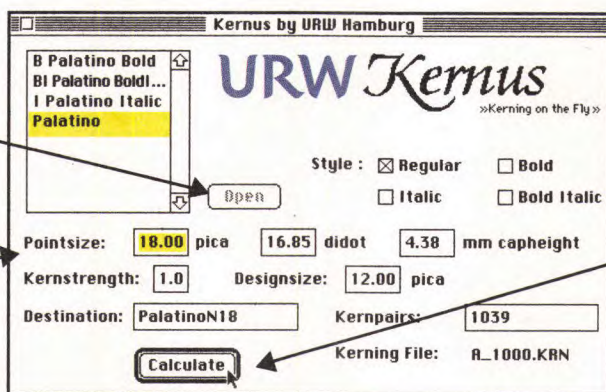 Kernus by URW Hamburg
B Palatino Bold
BI Palatino BoldI...
I Palatino Italic
Palatino
URW Kernus
»Kerning on the Fly»
Open
Style : Regular Bold
Italic Bold Italic
Pointsize: 18.00 pica 16.85 didot 4.38 mm capheight
Kernstrength: 1.0 Designsize: 12.00 pica
Destination: PalatinoN18 Kernpairs: 1039
Calculate Kerning File: A_1000.KRN